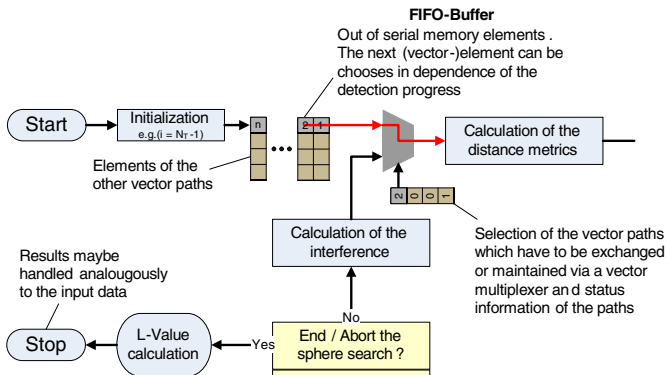 FIFO-Buffer
Out of serial memory elements .
The next (vector-)element can be
chooses in dependence of the
detection progress
Start
Initialization
e.g.(i = N_T -1)
n
2 1
Calculation of the
distance metrics
Elements of the
other vector paths
2 0 0 1
Calculation of the
interference
Selection of the vector paths
which have to be exchanged
or maintained via a vector
multiplexer and status
information of the paths
Results maybe
handled analougously
to the input data
No
Stop
L-Value
calculation
Yes
End / Abort the
sphere search ?